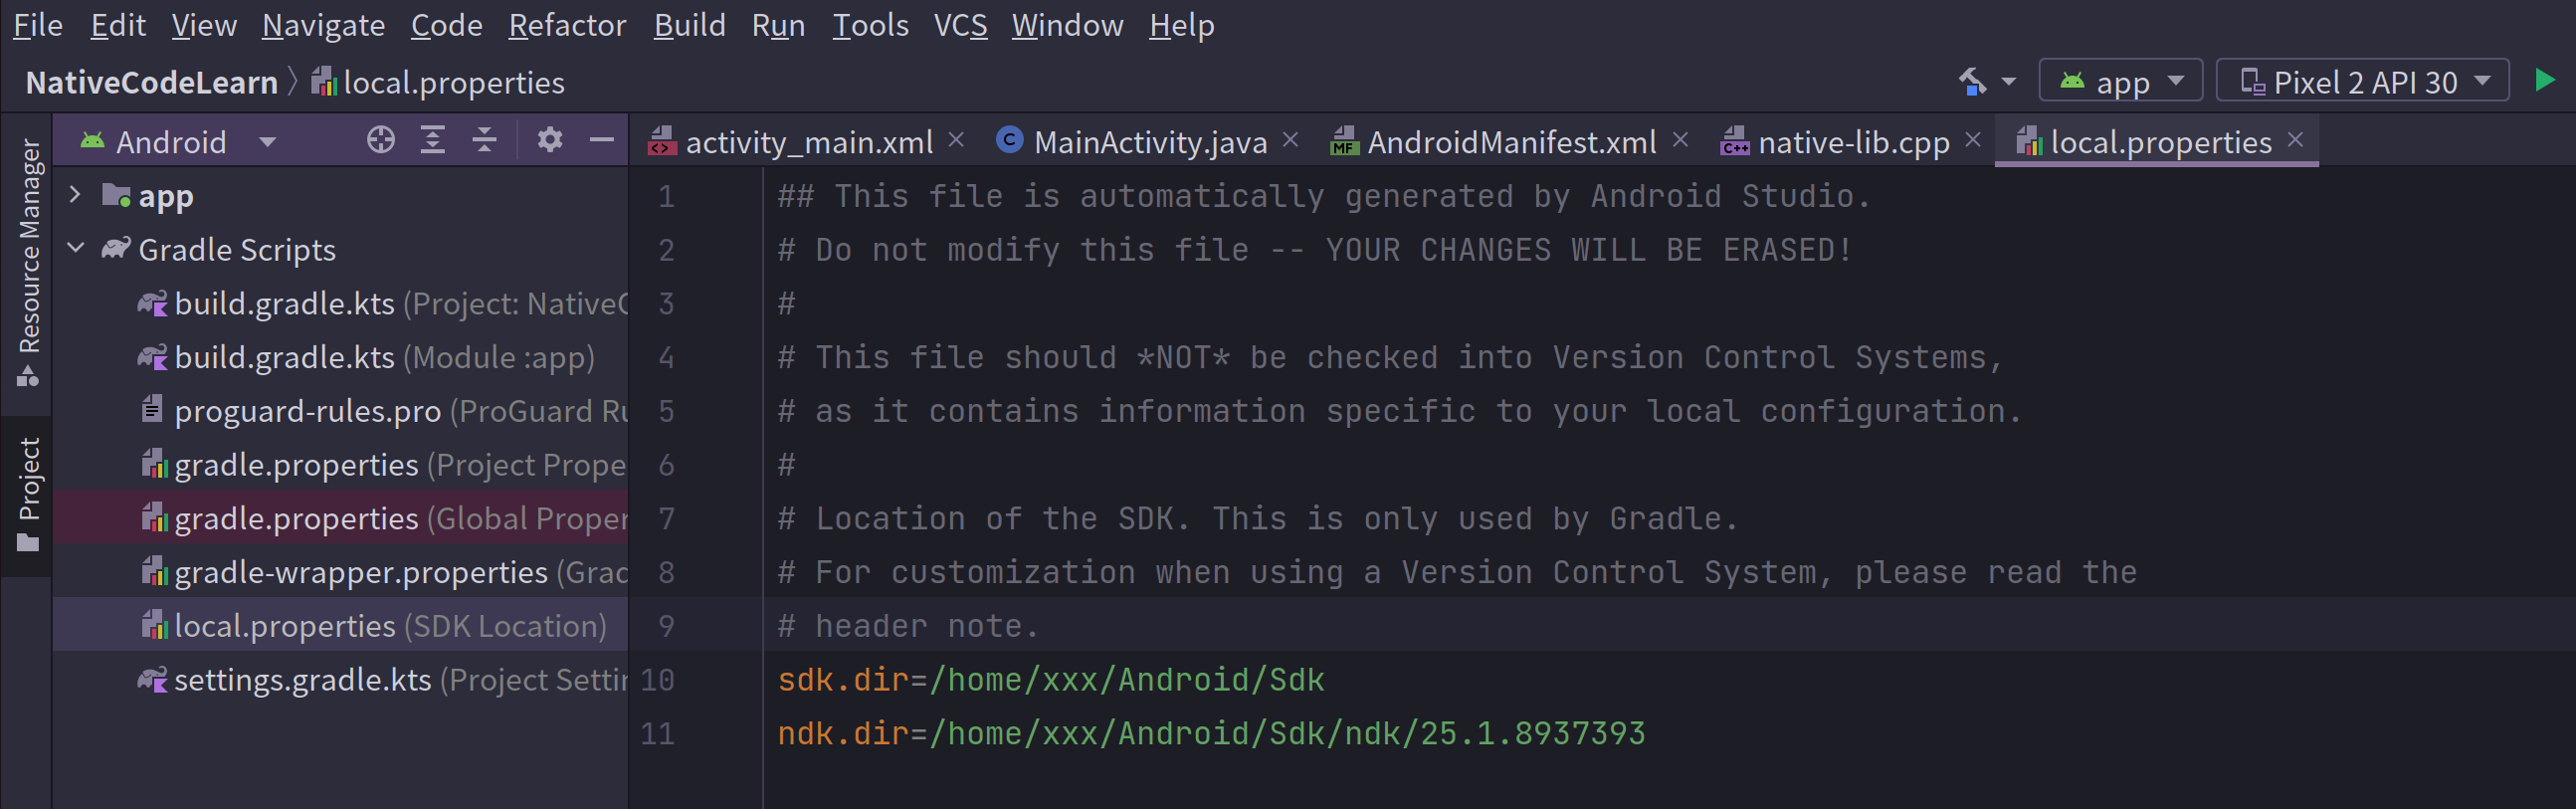 File Edit View Navigate Code Refactor Build Run Tools VCS Window Help
NativeCodeLearn local.properties app Pixel 2 API 30
Resource Manager
Project
Android
app
Gradle Scripts
build.gradle.kts (Project: Native
build.gradle.kts (Module :app)
proguard-rules.pro (ProGuard Ru
gradle.properties (Project Prope
gradle.properties (Global Proper
gradle-wrapper.properties (Grad
local.properties (SDK Location)
settings.gradle.kts (Project Settin
activity_main.xml MainActivity.java AndroidManifest.xml native-lib.cpp local.properties
1 ## This file is automatically generated by Android Studio.
2 # Do not modify this file -- YOUR CHANGES WILL BE ERASED!
3 #
4 # This file should *NOT* be checked into Version Control Systems,
5 # as it contains information specific to your local configuration.
6 #
7 # Location of the SDK. This is only used by Gradle.
8 # For customization when using a Version Control System, please read the
9 # header note.
10 sdk.dir=/home/xxx/Android/Sdk
11 ndk.dir=/home/xxx/Android/Sdk/ndk/25.1.8937393